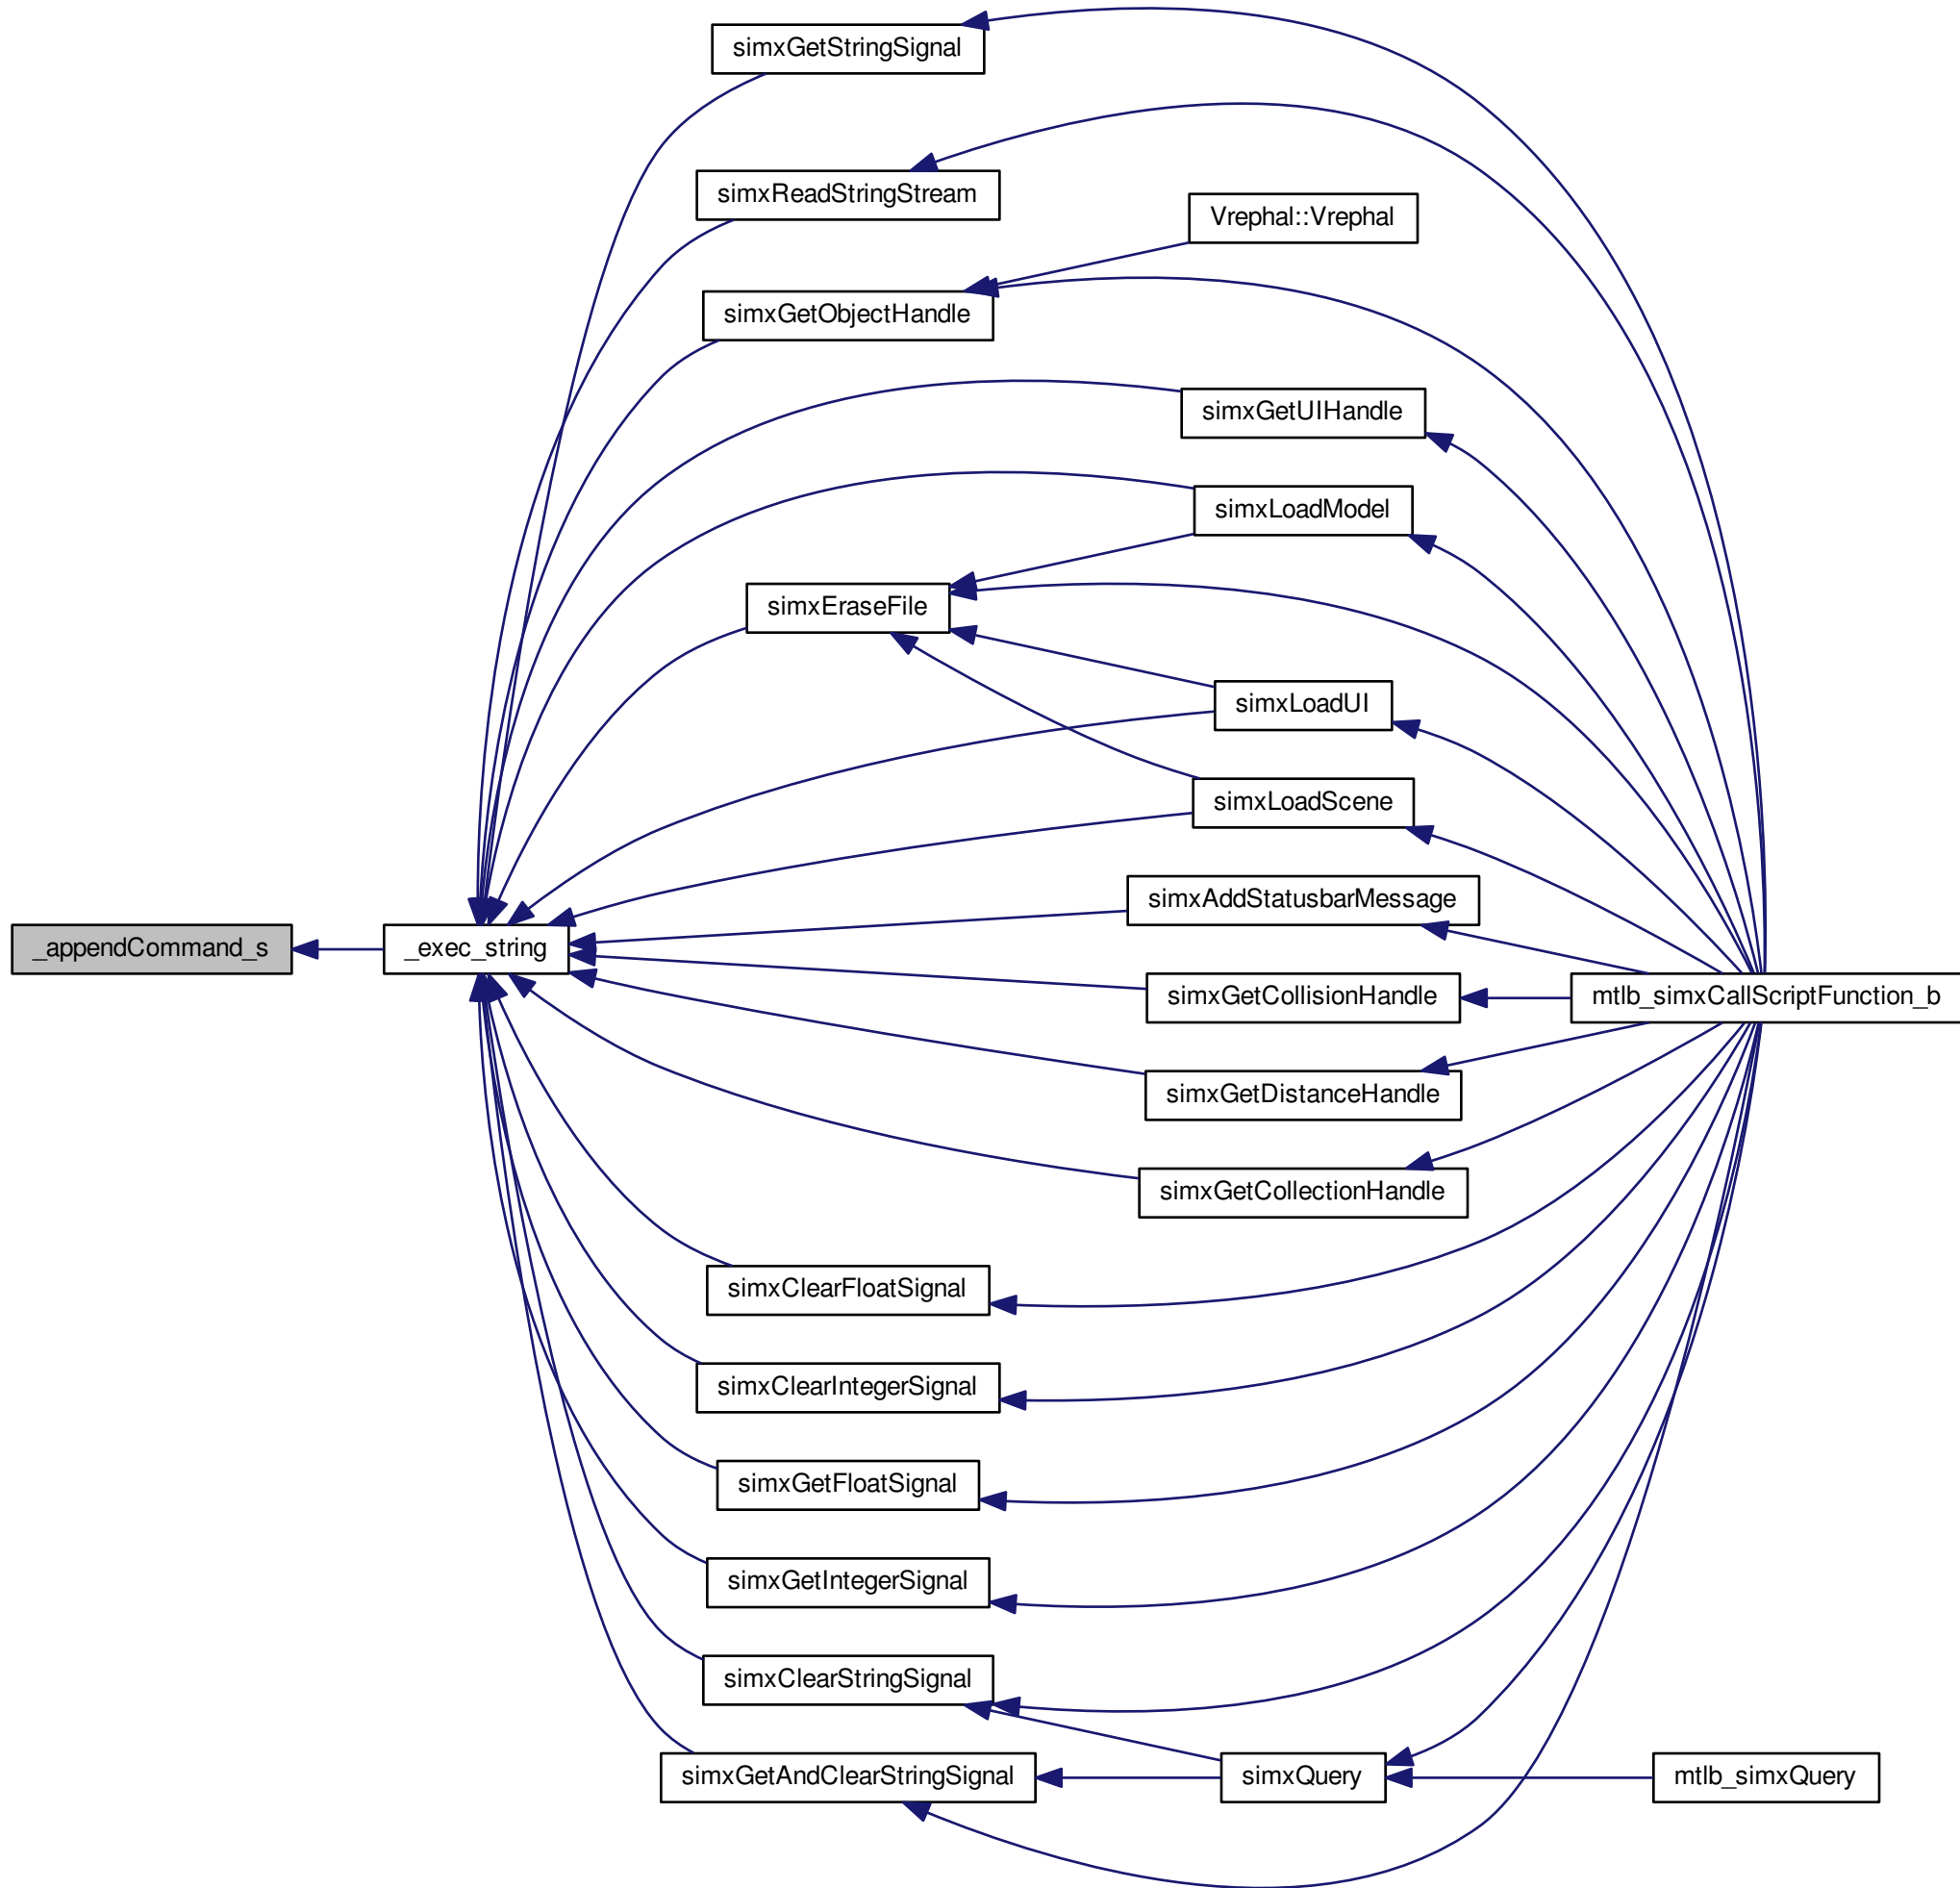 simxGetStringSignal
simxReadStringStream
Vrephal::Vrephal
simxGetObjectHandle
simxGetUIHandle
simxLoadModel
simxEraseFile
simxLoadUI
simxLoadScene
simxAddStatusbarMessage
_appendCommand_s
_exec_string
simxGetCollisionHandle
mtlb_simxCallScriptFunction_b
simxGetDistanceHandle
simxGetCollectionHandle
simxClearFloatSignal
simxClearIntegerSignal
simxGetFloatSignal
simxGetIntegerSignal
simxClearStringSignal
simxGetAndClearStringSignal
simxQuery
mtlb_simxQuery